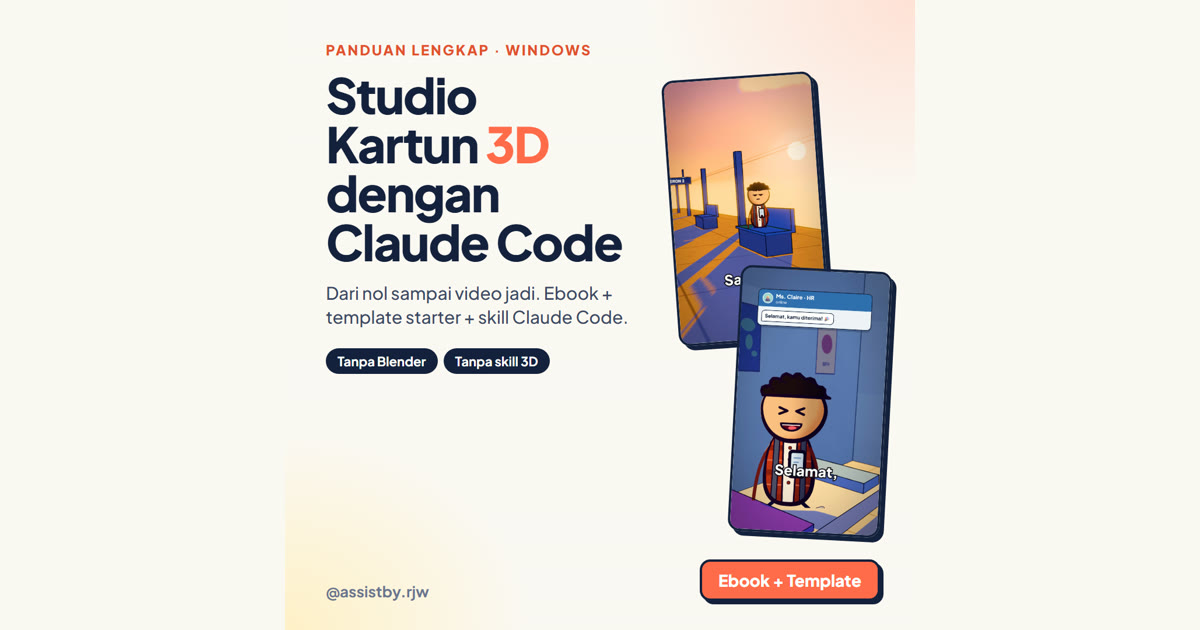 PANDUAN LENGKAP · WINDOWS
Studio
Kartun 3D
dengan
Claude Code
Dari nol sampai video jadi. Ebook +
template starter + skill Claude Code.
Tanpa Blender
Tanpa skill 3D
Sa
Ms. Claire · HR
Selamat, kamu diterima! 🎉
Selamat,
@assistby.rjw
Ebook + Template